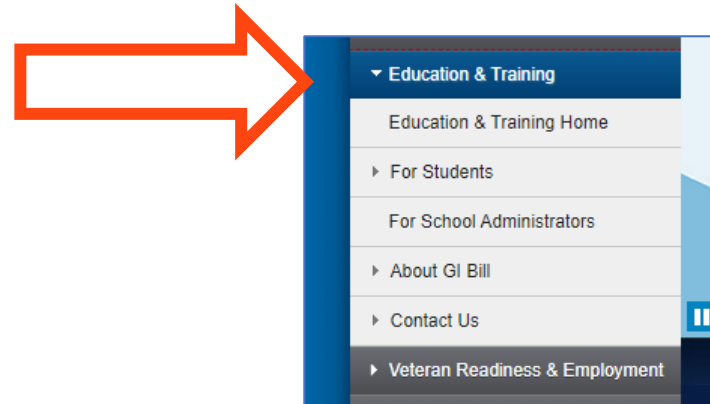 Education & Training
Education & Training Home
For Students
For School Administrators
About GI Bill
Contact Us
Veteran Readiness & Employment